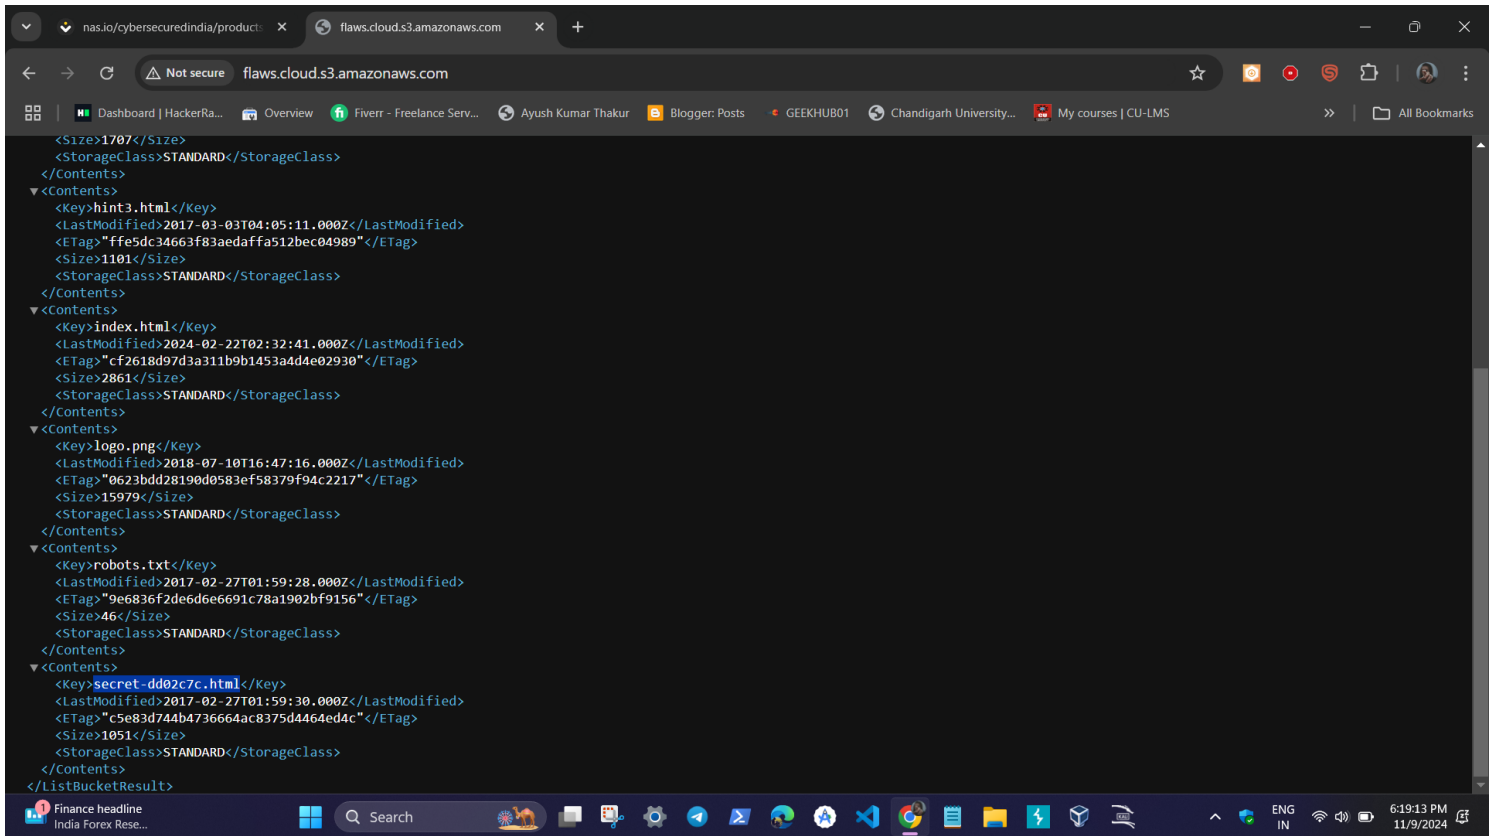 nas.io/cybersecuredindia/products
flaws.cloud.s3.amazonaws.com
Not secure
flaws.cloud.s3.amazonaws.com
Dashboard | HackerRa...
Overview
Fiverr - Freelance Serv...
Ayush Kumar Thakur
Blogger: Posts
GEEKHUB01
Chandigarh University...
My courses | CU-LMS
All Bookmarks
<Size>1707</Size>
<StorageClass>STANDARD</StorageClass>
</Contents>
<Contents>
<Key>hint3.html</Key>
<LastModified>2017-03-03T04:05:11.000Z</LastModified>
<ETag>"ffe5dc34663f83aedaffa512bec04989"</ETag>
<Size>1101</Size>
<StorageClass>STANDARD</StorageClass>
</Contents>
<Contents>
<Key>index.html</Key>
<LastModified>2024-02-22T02:32:41.000Z</LastModified>
<ETag>"cf2618d97d3a311b9b1453a4d4e02930"</ETag>
<Size>2861</Size>
<StorageClass>STANDARD</StorageClass>
</Contents>
<Contents>
<Key>logo.png</Key>
<LastModified>2018-07-10T16:47:16.000Z</LastModified>
<ETag>"0623bdd28190d0583ef58379f94c2217"</ETag>
<Size>15979</Size>
<StorageClass>STANDARD</StorageClass>
</Contents>
<Contents>
<Key>robots.txt</Key>
<LastModified>2017-02-27T01:59:28.000Z</LastModified>
<ETag>"9e6836f2de6d6e6691c78a1902bf9156"</ETag>
<Size>46</Size>
<StorageClass>STANDARD</StorageClass>
</Contents>
<Contents>
<Key>secret-dd02c7c.html</Key>
<LastModified>2017-02-27T01:59:30.000Z</LastModified>
<ETag>"c5e83d744b4736664ac8375d4464ed4c"</ETag>
<Size>1051</Size>
<StorageClass>STANDARD</StorageClass>
</Contents>
</ListBucketResult>
1
Finance headline
India Forex Rese...
Search
ENG
IN
6:19:13 PM
11/9/2024